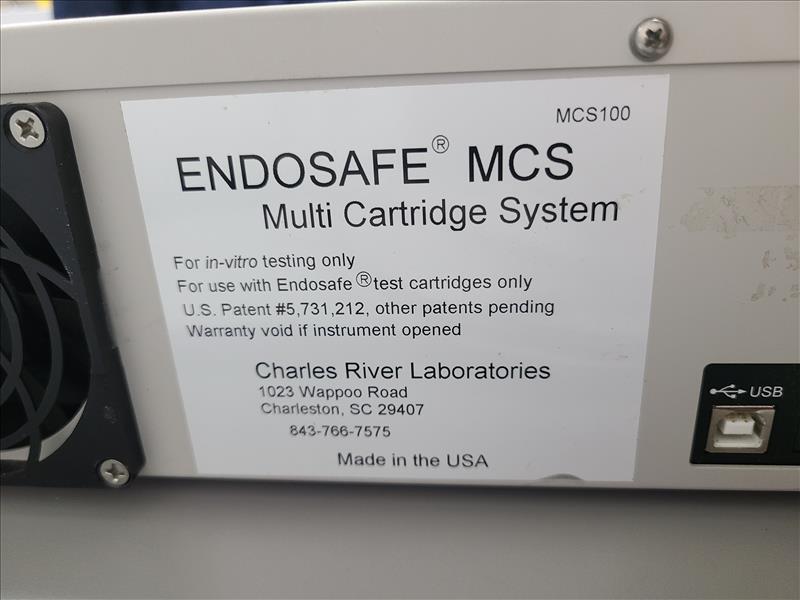 MCS100
ENDOSAFE® MCS
Multi Cartridge System
For in-vitro testing only
For use with Endosafe®test cartridges only
U.S. Patent #5,731,212, other patents pending
Warranty void if instrument opened
Charles River Laboratories
1023 Wappoo Road
Charleston, SC 29407
843-766-7575
Made in the USA
USB